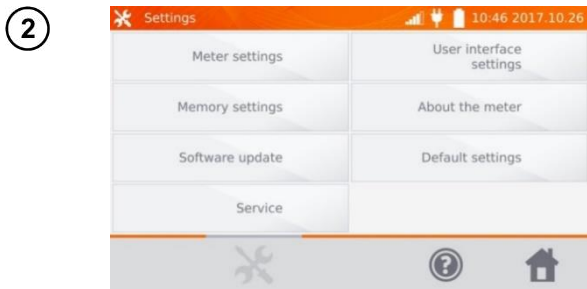 2
Settings
10:46 2017.10.26
Meter settings
User interface
settings
Memory settings
About the meter
Software update
Default settings
Service
?